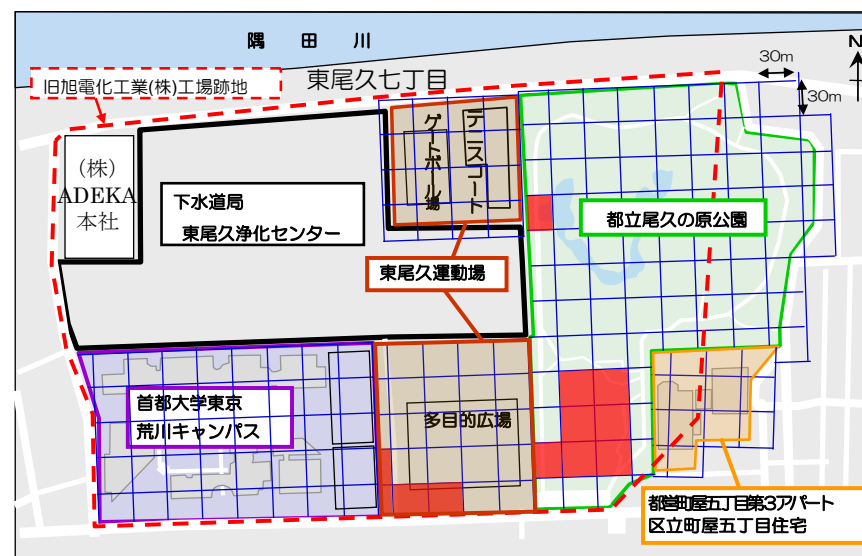 隅田川
東尾久七丁目
30m
N
30m
旧旭電化工業(株)工場跡地
(株)
ADEKA
本社
下水道局
東尾久浄化センター
ゲートボール場
テニスコート
都立尾久の原公園
東尾久運動場
首都大学東京
荒川キャンパス
多目的広場
都営町屋五丁目第3アパート
区立町屋五丁目住宅